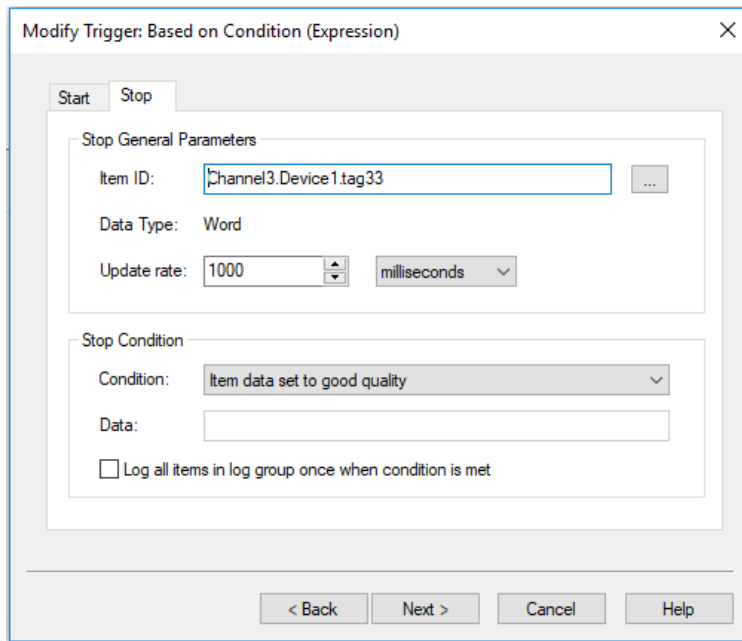 Modify Trigger: Based on Condition (Expression)
Start Stop
Stop General Parameters
Item ID: Channel3.Device1.tag33 ...
Data Type: Word
Update rate: 1000 milliseconds
Stop Condition
Condition: Item data set to good quality
Data:
Log all items in log group once when condition is met
< Back Next > Cancel Help